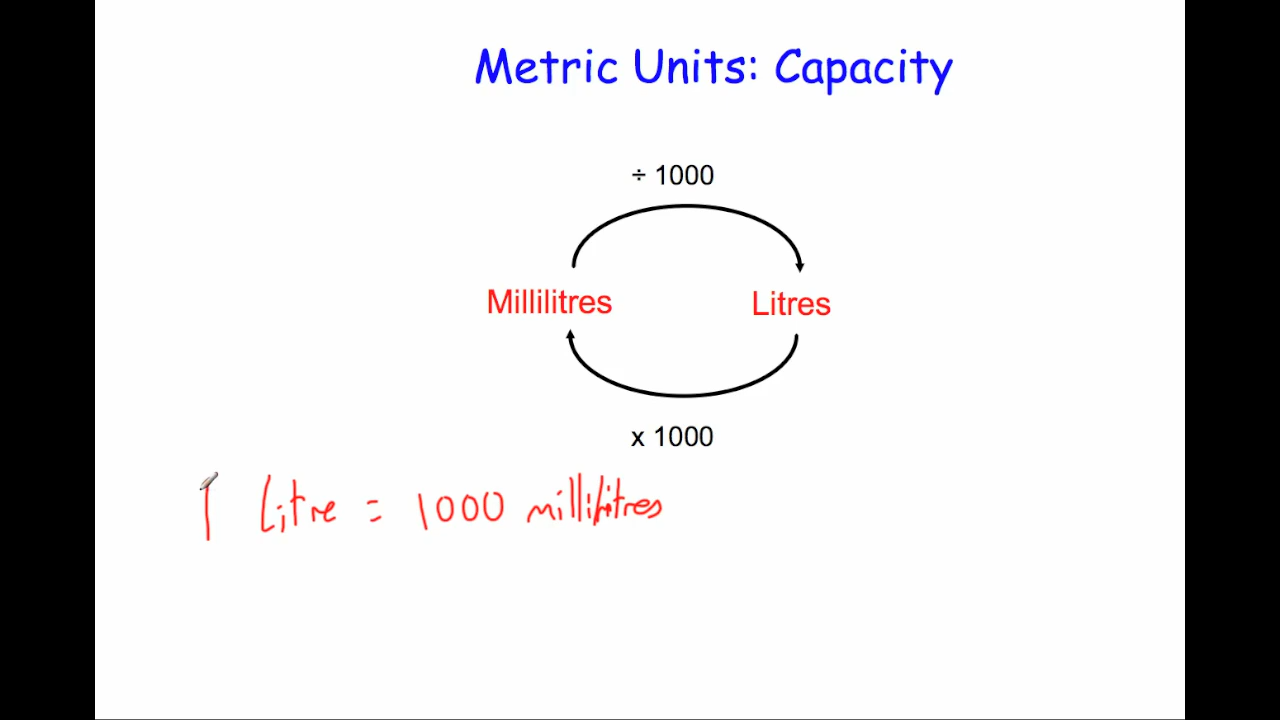 Metric Units: Capacity
÷ 1000
Millilitres Litres
x 1000
1 Litre = 1000 millilitres